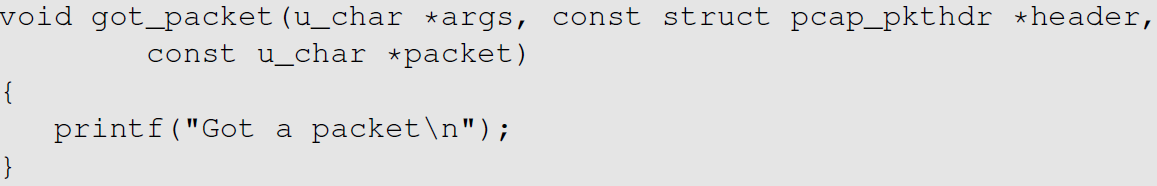 void got_packet(u_char *args, const struct pcap_pkthdr *header,
        const u_char *packet)
{
   printf("Got a packet\n");
}